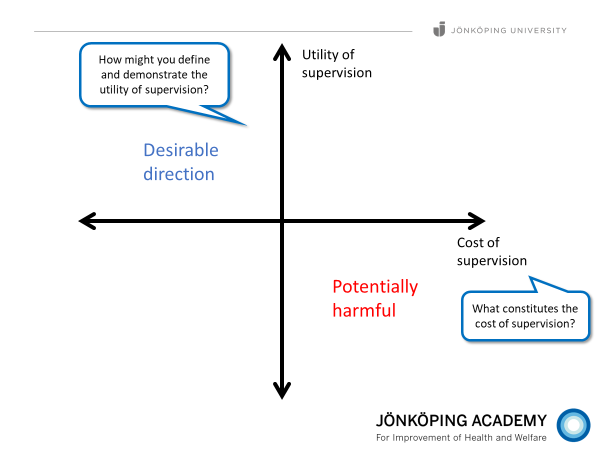 JÖNKÖPING UNIVERSITY
How might you define
and demonstrate the
utility of supervision?
Utility of
supervision
Desirable
direction
Cost of
supervision
Potentially
harmful
What constitutes the
cost of supervision?
JÖNKÖPING ACADEMY
For Improvement of Health and Welfare